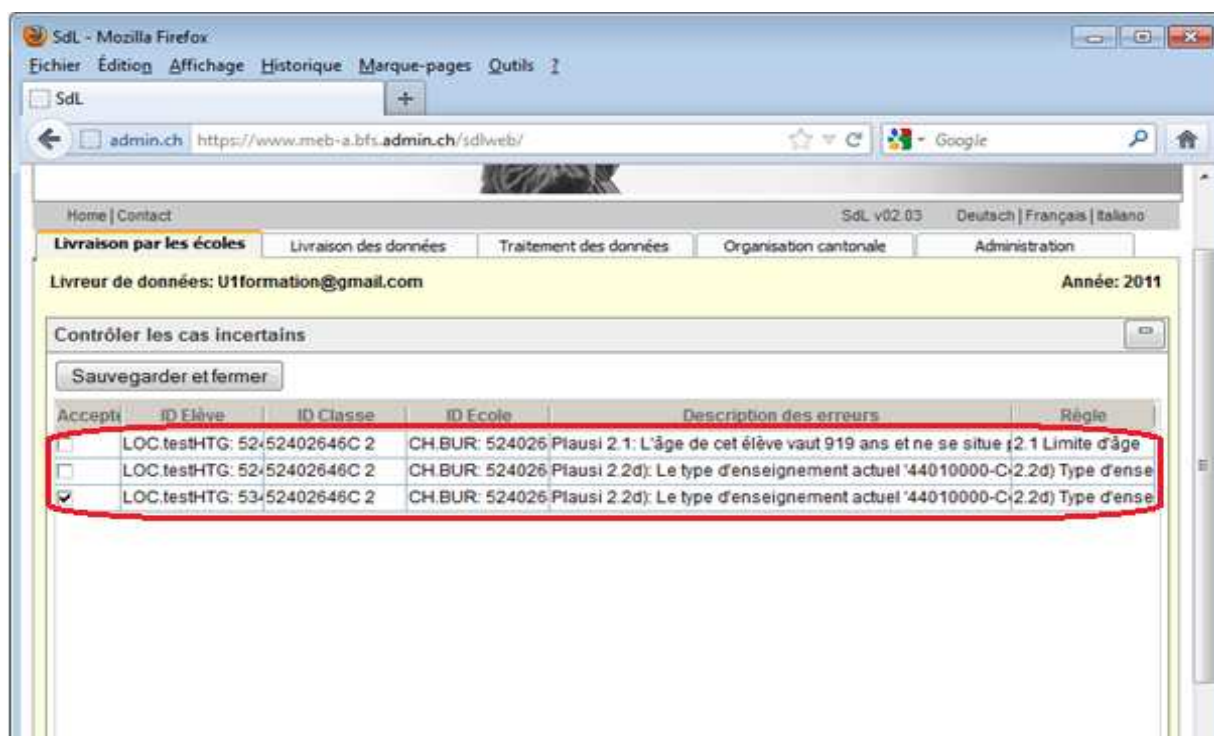 SdL - Mozilla Firefox
Fichier Édition Affichage Historique Marque-pages Outils ?
SdL
admin.ch https://www.meb-a.bfs.admin.ch/sdlweb/ Google
Home | Contact SdL v02.03 Deutsch | Français | Italiano
Livraison par les écoles Livraison des données Traitement des données Organisation cantonale Administration
Livreur de données: U1formation@gmail.com Année: 2011
Contrôler les cas incertains
Sauvegarder et fermer
Accepte ID Elève ID Classe ID Ecole Description des erreurs Règle
LOC.testHTG: 524 52402646C 2 CH.BUR: 524026 Plausi 2.1: L'âge de cet élève vaut 919 ans et ne se situe p 2.1 Limite d'âge
LOC.testHTG: 524 52402646C 2 CH.BUR: 524026 Plausi 2.2d): Le type d'enseignement actuel '44010000-C 2.2d) Type d'ense
LOC.testHTG: 534 52402646C 2 CH.BUR: 524026 Plausi 2.2d): Le type d'enseignement actuel '44010000-C 2.2d) Type d'ense